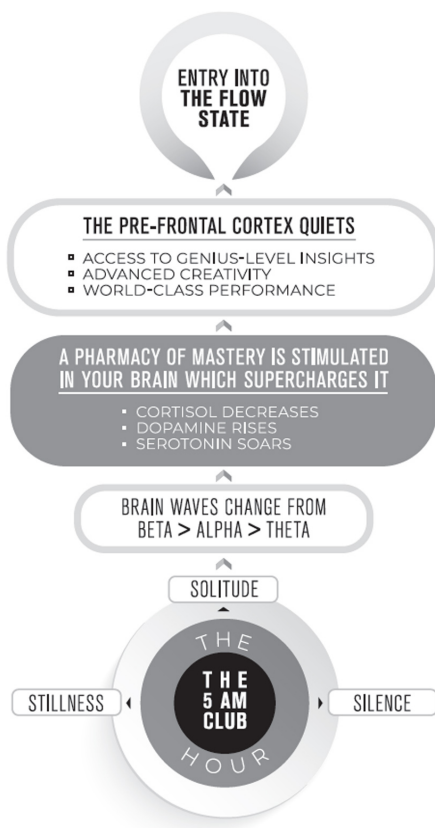 ENTRY INTO
THE FLOW
STATE
THE PRE-FRONTAL CORTEX QUIETS
▪ ACCESS TO GENIUS-LEVEL INSIGHTS
▪ ADVANCED CREATIVITY
▪ WORLD-CLASS PERFORMANCE
A PHARMACY OF MASTERY IS STIMULATED
IN YOUR BRAIN WHICH SUPERCHARGES IT
▪ CORTISOL DECREASES
▪ DOPAMINE RISES
▪ SEROTONIN SOARS
BRAIN WAVES CHANGE FROM
BETA > ALPHA > THETA
SOLITUDE
THE
STILLNESS
THE
5 AM
CLUB
SILENCE
HOUR